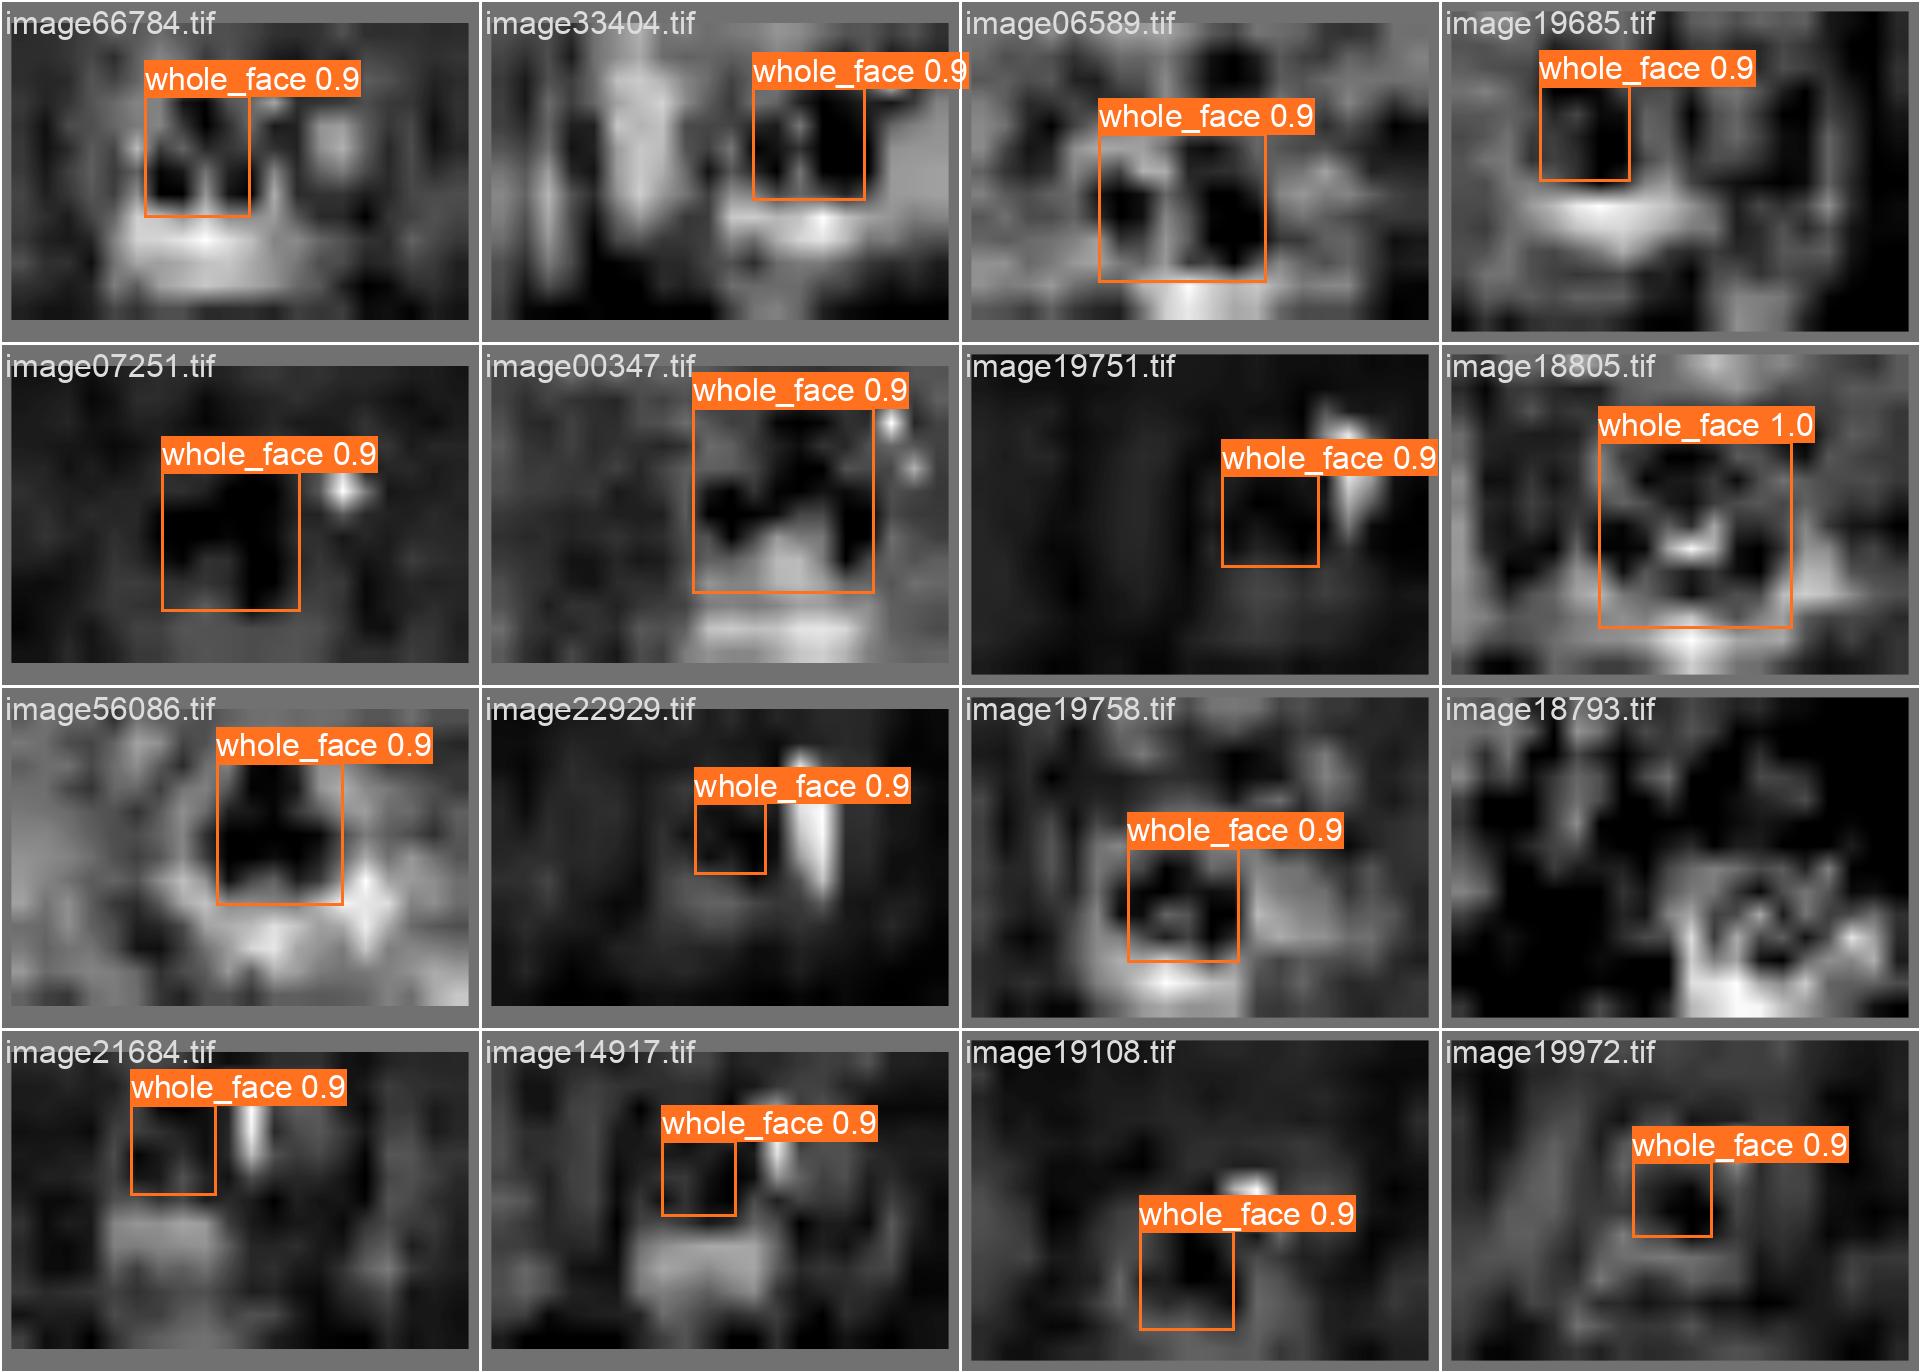 image66784.tif
whole_face 0.9
image33404.tif
whole_face 0.9
image06589.tif
whole_face 0.9
image19685.tif
whole_face 0.9
image07251.tif
whole_face 0.9
image00347.tif
whole_face 0.9
image19751.tif
whole_face 0.9
image18805.tif
whole_face 1.0
image56086.tif
whole_face 0.9
image22929.tif
whole_face 0.9
image19758.tif
whole_face 0.9
image18793.tif
image21684.tif
whole_face 0.9
image14917.tif
whole_face 0.9
image19108.tif
whole_face 0.9
image19972.tif
whole_face 0.9